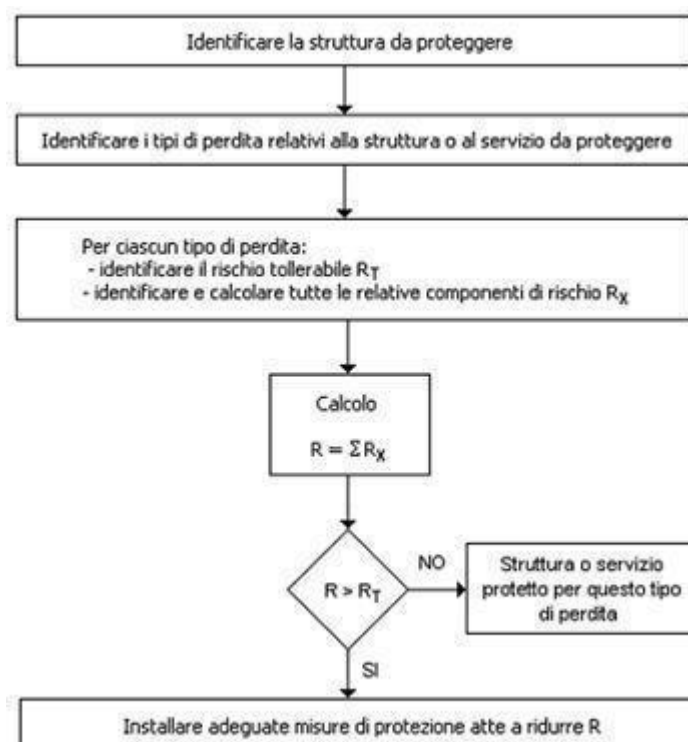 Identificare la struttura da proteggere
Identificare i tipi di perdita relativi alla struttura o al servizio da proteggere
Per ciascun tipo di perdita:
- identificare il rischio tollerabile RT
- identificare e calcolare tutte le relative componenti di rischio RX
Calcolo
R = ΣRX
R > RT
NO
Struttura o servizio
protetto per questo tipo
di perdita
SI
Installare adeguate misure di protezione atte a ridurre R